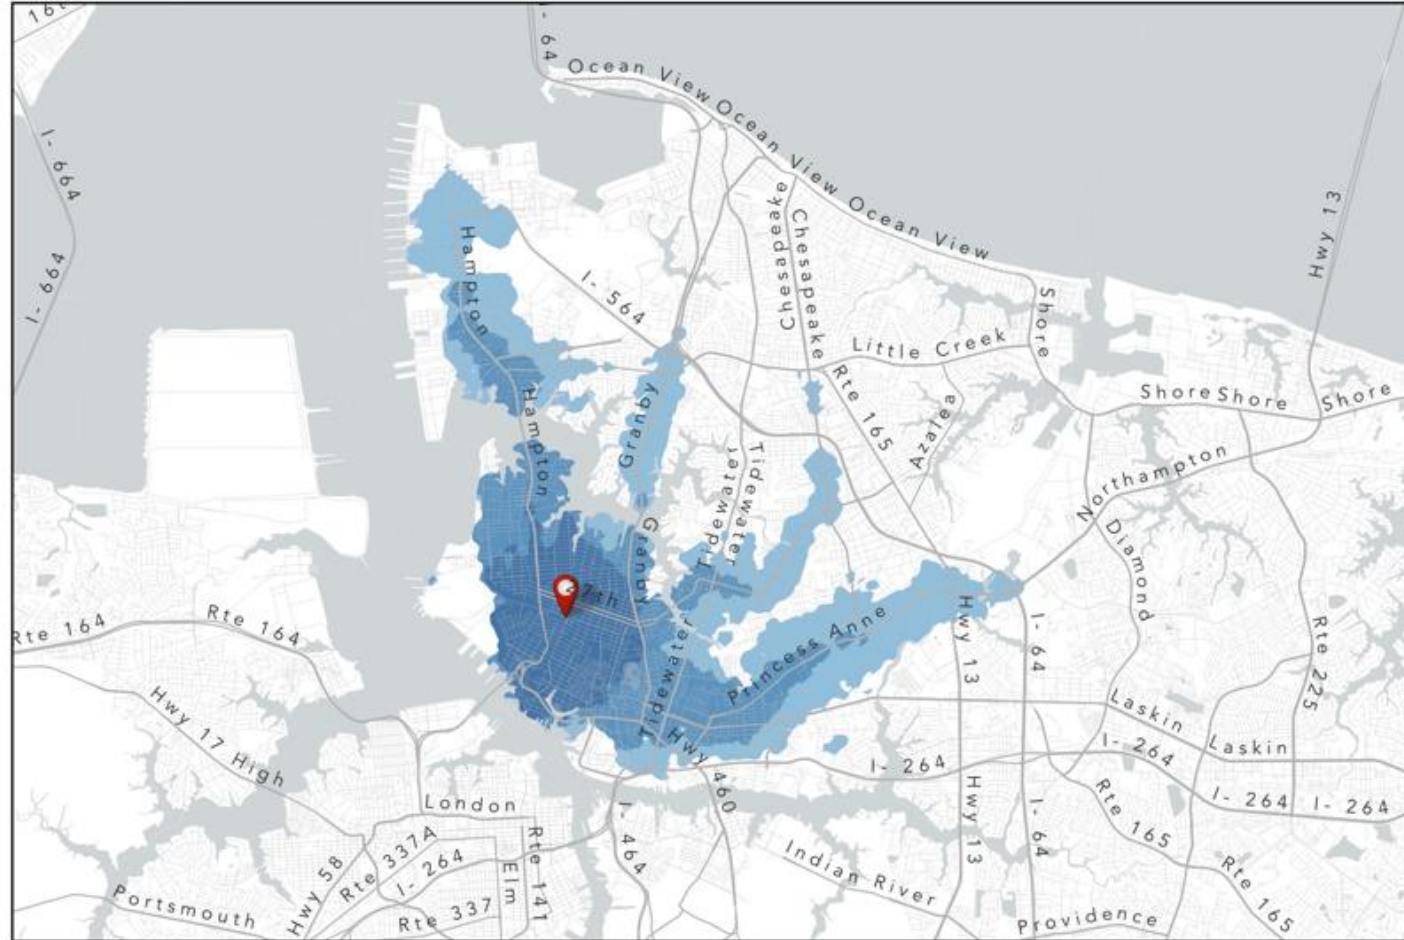 16t
I- 64
Ocean View
Ocean View
Ocean View
I- 664
I- 664
Hwy 13
Hampton
I- 564
Chesapeake
Chesapeake
Shore
Little Creek
Hampton
Granby
Rte 165
Azalea
Shore
Shore
Shore
Tidewater
Tidewater
Northampton
Granby
Diamond
27th
Rte 164
Rte 164
Princess Anne
Hwy 13
I- 64
Rte 225
Tidewater
Hwy 17 High
Hwy 460
Laskin
Laskin
I- 264
I- 264
I- 264
I- 264
London
Rte 337A
Hwy 58
I- 264
Rte 141
Elm
I- 464
Hwy 13
I- 64
Rte 165
Indian River
Rte 165
Portsmouth
Rte 337
Providence